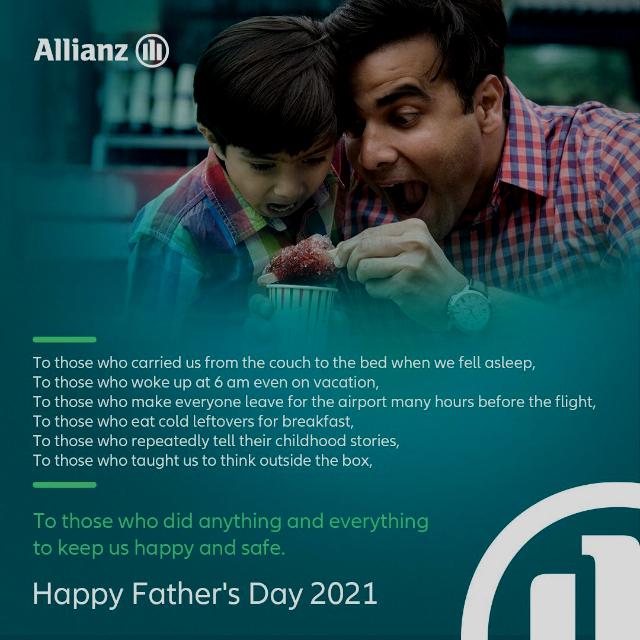 Allianz
To those who carried us from the couch to the bed when we fell asleep,
To those who woke up at 6 am even on vacation,
To those who make everyone leave for the airport many hours before the flight,
To those who eat cold leftovers for breakfast,
To those who repeatedly tell their childhood stories,
To those who taught us to think outside the box,
To those who did anything and everything
to keep us happy and safe.
Happy Father's Day 2021